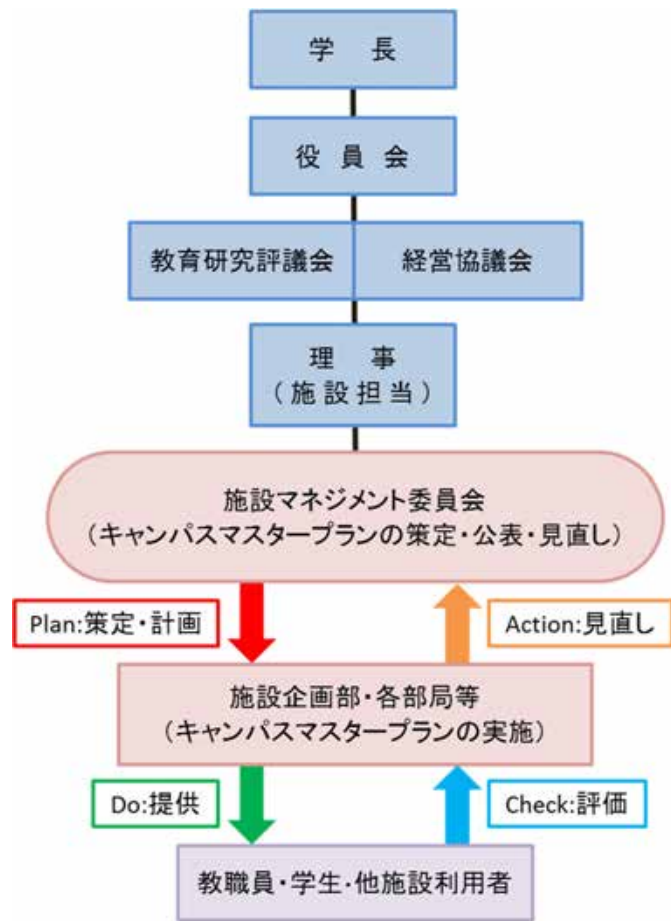 学 長
役 員 会
教育研究評議会
経営協議会
理 事
(施設担当)
施設マネジメント委員会
(キャンパスマスタープランの策定・公表・見直し)
Plan:策定・計画
Action:見直し
施設企画部・各部局等
(キャンパスマスタープランの実施)
Do:提供
Check:評価
教職員・学生・他施設利用者